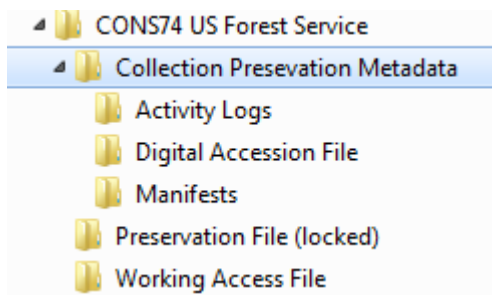 CONS74 US Forest Service
Collection Presevation Metadata
Activity Logs
Digital Accession File
Manifests
Preservation File (locked)
Working Access File